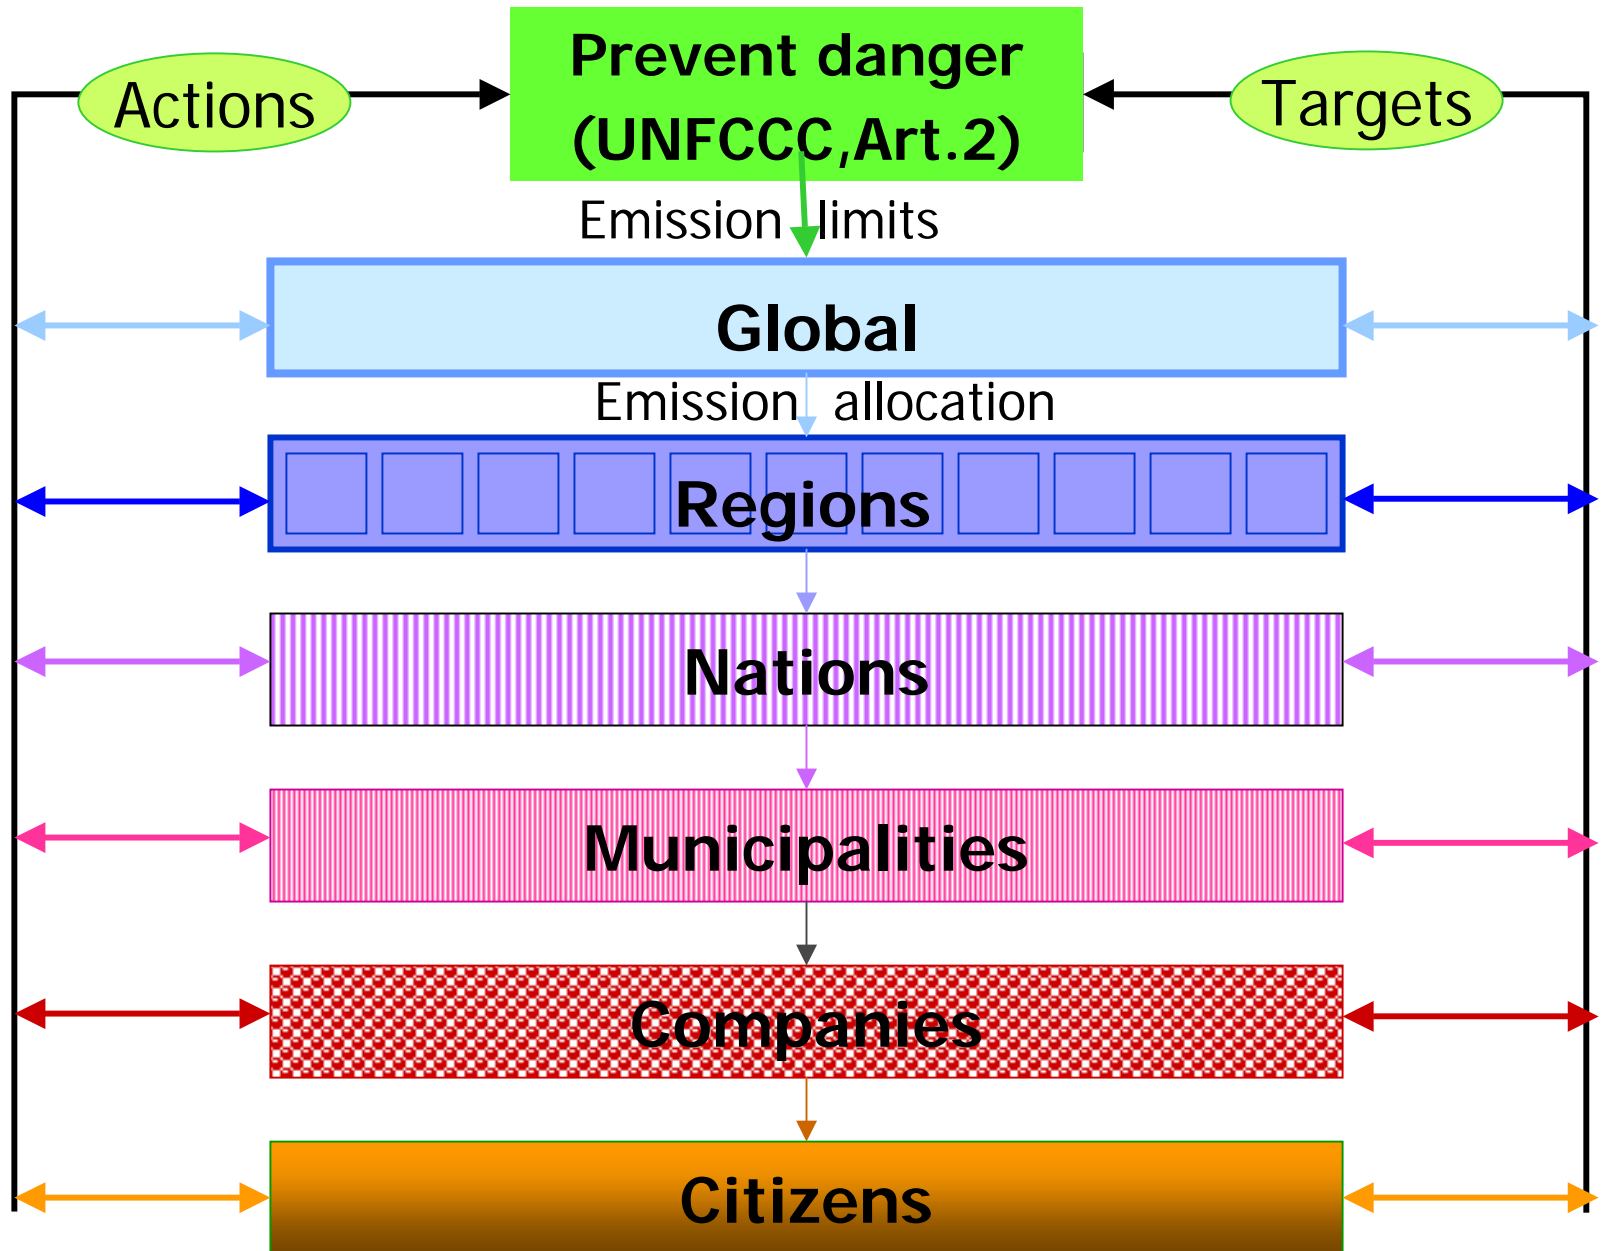 Prevent danger
(UNFCCC,Art.2)
Actions
Targets
Emission limits
Global
Emission allocation
Regions
Nations
Municipalities
Companies
Citizens